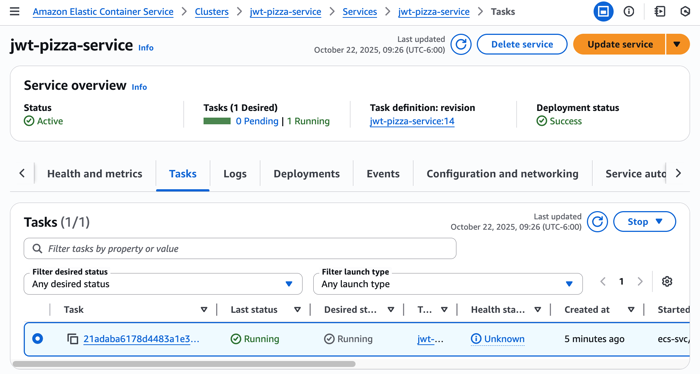 Amazon Elastic Container Service > Clusters > jwt-pizza-service > Services > jwt-pizza-service > Tasks
jwt-pizza-service Info
Last updated
October 22, 2025, 09:26 (UTC-6:00)
Delete service
Update service
Service overview Info
Status
Active
Tasks (1 Desired)
0 Pending | 1 Running
Task definition: revision
jwt-pizza-service:14
Deployment status
Success
Health and metrics
Tasks
Logs
Deployments
Events
Configuration and networking
Service auto
Tasks (1/1)
Last updated
October 22, 2025, 09:26 (UTC-6:00)
Stop
Filter tasks by property or value
Filter desired status
Any desired status
Filter launch type
Any launch type
1
Task
Last status
Desired st...
T...
Health sta...
Created at
Started
21adaba6178d4483a1e3...
Running
Running
jwt-...
Unknown
5 minutes ago
ecs-svc/